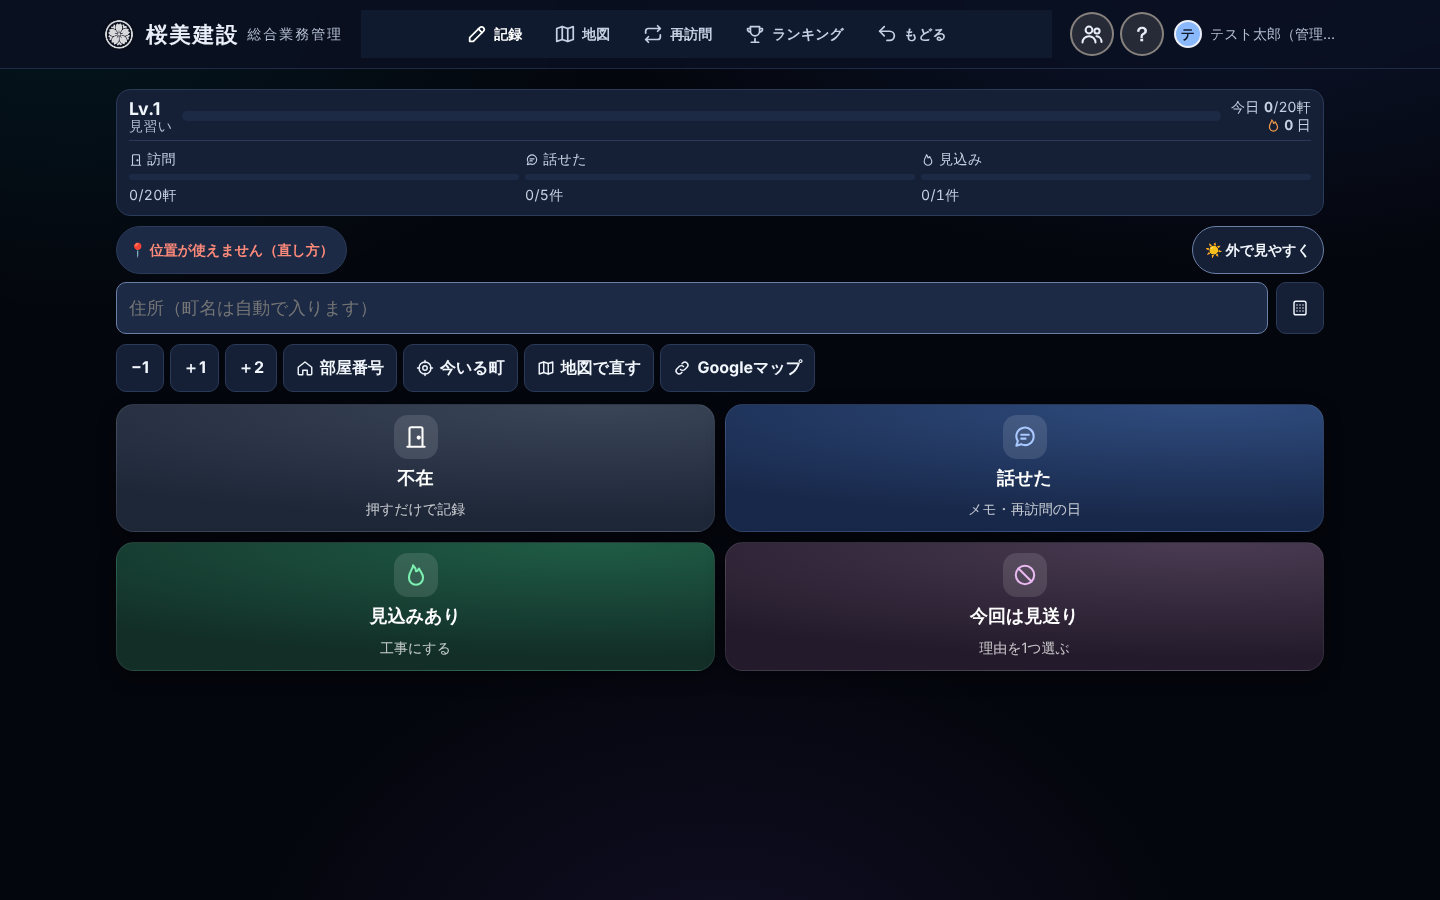 桜美建設 総合業務管理 記録 地図 再訪問 ランキング もどる ? テ テスト太郎（管理...
Lv.1 今日 0/20軒
見習い 0 日
訪問 話せた 見込み
0/20軒 0/5件 0/1件
位置が使えません（直し方） 外で見やすく
住所（町名は自動で入ります）
−1 +1 +2 部屋番号 今いる町 地図で直す Googleマップ
不在 話せた
押すだけで記録 メモ・再訪問の日
見込みあり 今回は見送り
工事にする 理由を1つ選ぶ